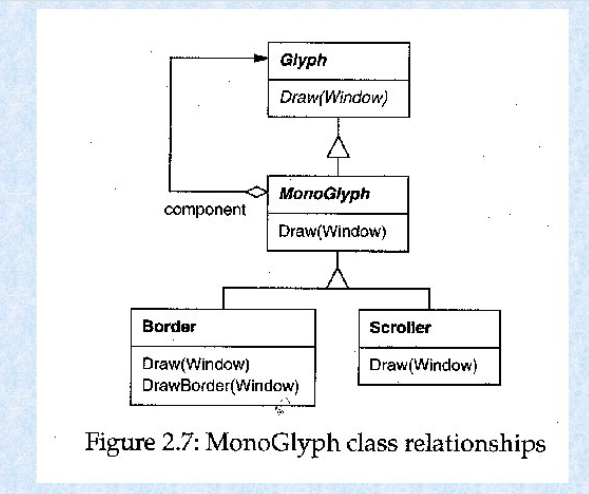 Glyph
Draw(Window)
MonoGlyph
component
Draw(Window)
Border
Draw(Window)
DrawBorder(Window)
Scroller
Draw(Window)
Figure 2.7: MonoGlyph class relationships